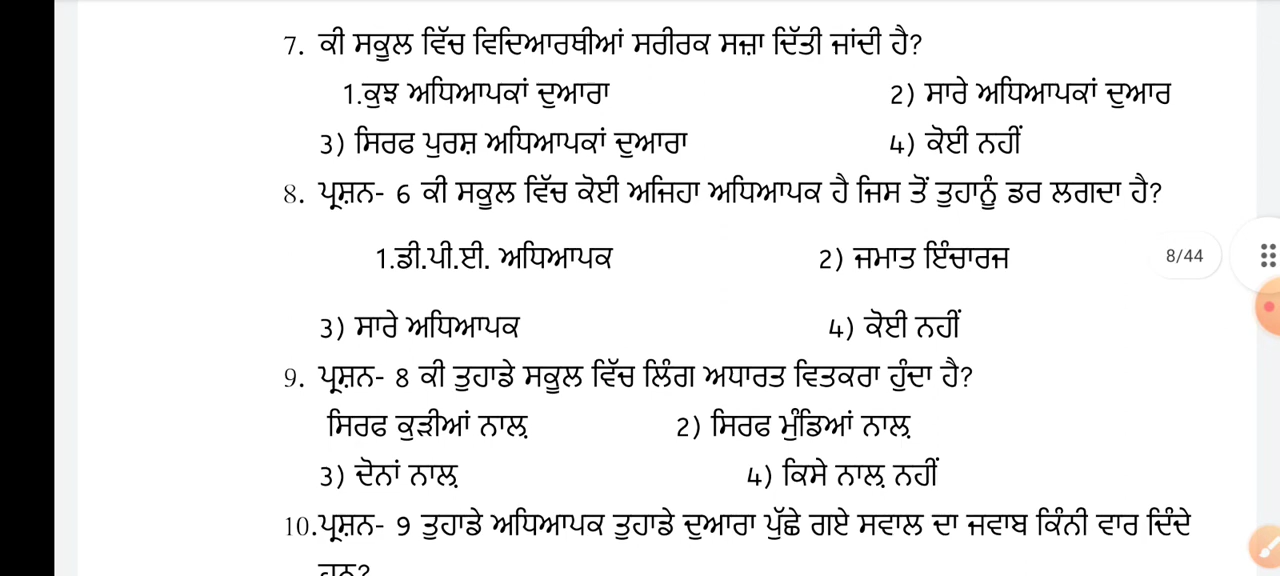 7. ਕੀ ਸਕੂਲ ਵਿੱਚ ਵਿਦਿਆਰਥੀਆਂ ਸਰੀਰਕ ਸਜ਼ਾ ਦਿੱਤੀ ਜਾਂਦੀ ਹੈ?
1.ਕੁਝ ਅਧਿਆਪਕਾਂ ਦੁਆਰਾ 2) ਸਾਰੇ ਅਧਿਆਪਕਾਂ ਦੁਆਰ
3) ਸਿਰਫ ਪੁਰਸ਼ ਅਧਿਆਪਕਾਂ ਦੁਆਰਾ 4) ਕੋਈ ਨਹੀਂ
8. ਪ੍ਰਸ਼ਨ- 6 ਕੀ ਸਕੂਲ ਵਿੱਚ ਕੋਈ ਅਜਿਹਾ ਅਧਿਆਪਕ ਹੈ ਜਿਸ ਤੋਂ ਤੁਹਾਨੂੰ ਡਰ ਲਗਦਾ ਹੈ?
1.ਡੀ.ਪੀ.ਈ. ਅਧਿਆਪਕ 2) ਜਮਾਤ ਇੰਚਾਰਜ
8/44
3) ਸਾਰੇ ਅਧਿਆਪਕ 4) ਕੋਈ ਨਹੀਂ
9. ਪ੍ਰਸ਼ਨ- 8 ਕੀ ਤੁਹਾਡੇ ਸਕੂਲ ਵਿੱਚ ਲਿੰਗ ਅਧਾਰਤ ਵਿਤਕਰਾ ਹੁੰਦਾ ਹੈ?
ਸਿਰਫ ਕੁੜੀਆਂ ਨਾਲ਼ 2) ਸਿਰਫ ਮੁੰਡਿਆਂ ਨਾਲ਼
3) ਦੋਨਾਂ ਨਾਲ਼ 4) ਕਿਸੇ ਨਾਲ਼ ਨਹੀਂ
10.ਪ੍ਰਸ਼ਨ- 9 ਤੁਹਾਡੇ ਅਧਿਆਪਕ ਤੁਹਾਡੇ ਦੁਆਰਾ ਪੁੱਛੇ ਗਏ ਸਵਾਲ ਦਾ ਜਵਾਬ ਕਿੰਨੀ ਵਾਰ ਦਿੰਦੇ
ਹਨ?